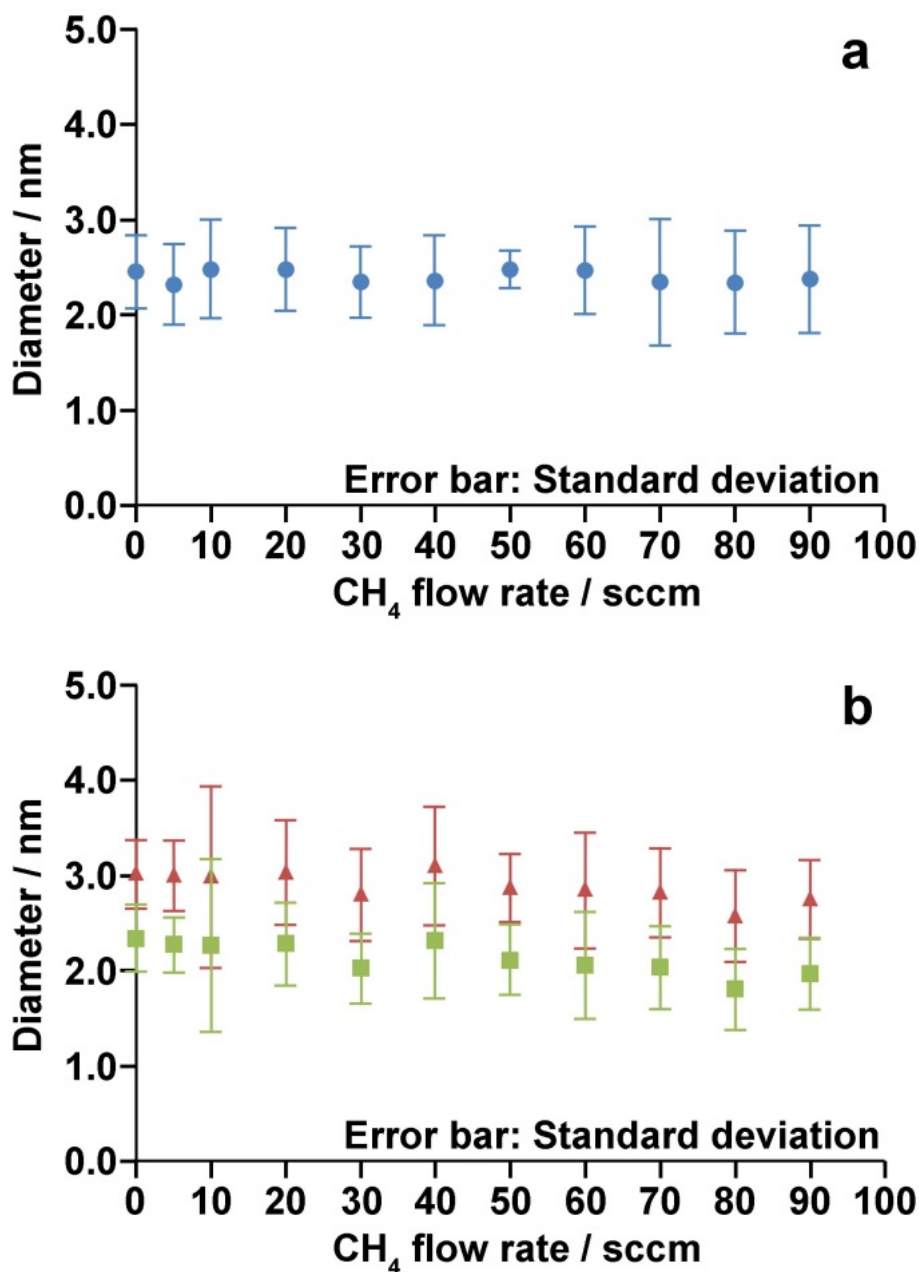 a
5.0
4.0
3.0
2.0
1.0
0.0
Diameter / nm
Error bar: Standard deviation
0 10 20 30 40 50 60 70 80 90 100
CH₄ flow rate / sccm
b
5.0
4.0
3.0
2.0
1.0
0.0
Diameter / nm
Error bar: Standard deviation
0 10 20 30 40 50 60 70 80 90 100
CH₄ flow rate / sccm